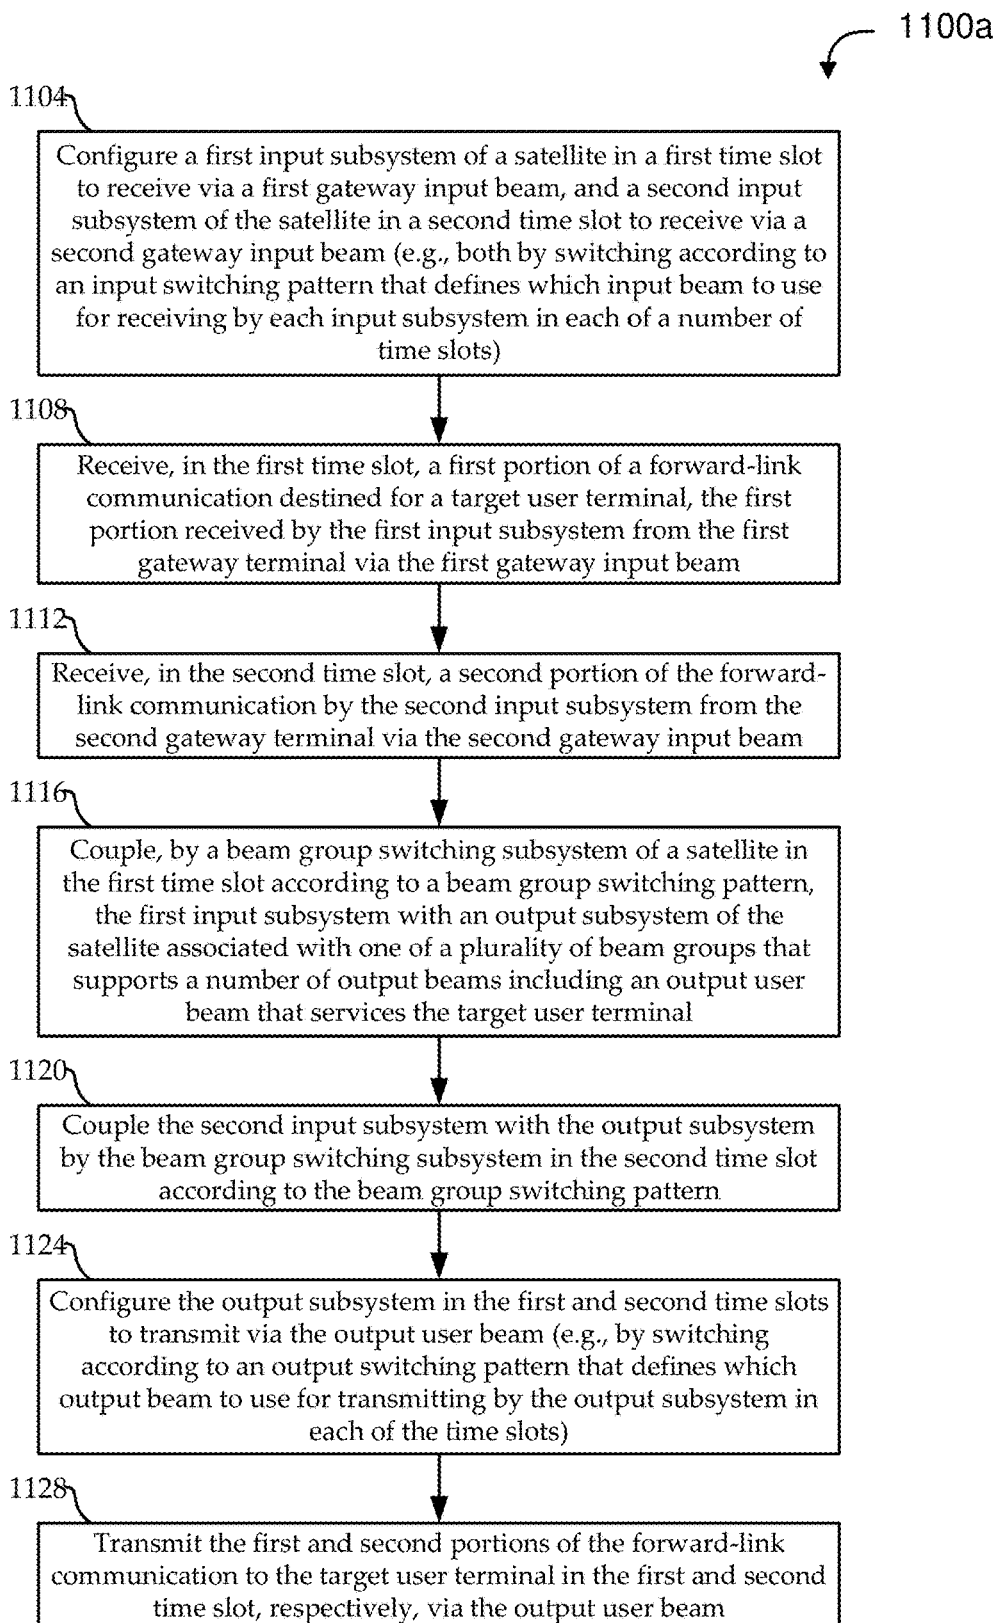 1100a
1104
Configure a first input subsystem of a satellite in a first time slot
to receive via a first gateway input beam, and a second input
subsystem of the satellite in a second time slot to receive via a
second gateway input beam (e.g., both by switching according to
an input switching pattern that defines which input beam to use
for receiving by each input subsystem in each of a number of
time slots)
1108
Receive, in the first time slot, a first portion of a forward-link
communication destined for a target user terminal, the first
portion received by the first input subsystem from the first
gateway terminal via the first gateway input beam
1112
Receive, in the second time slot, a second portion of the forward-
link communication by the second input subsystem from the
second gateway terminal via the second gateway input beam
1116
Couple, by a beam group switching subsystem of a satellite in
the first time slot according to a beam group switching pattern,
the first input subsystem with an output subsystem of the
satellite associated with one of a plurality of beam groups that
supports a number of output beams including an output user
beam that services the target user terminal
1120
Couple the second input subsystem with the output subsystem
by the beam group switching subsystem in the second time slot
according to the beam group switching pattern
1124
Configure the output subsystem in the first and second time slots
to transmit via the output user beam (e.g., by switching
according to an output switching pattern that defines which
output beam to use for transmitting by the output subsystem in
each of the time slots)
1128
Transmit the first and second portions of the forward-link
communication to the target user terminal in the first and second
time slot, respectively, via the output user beam